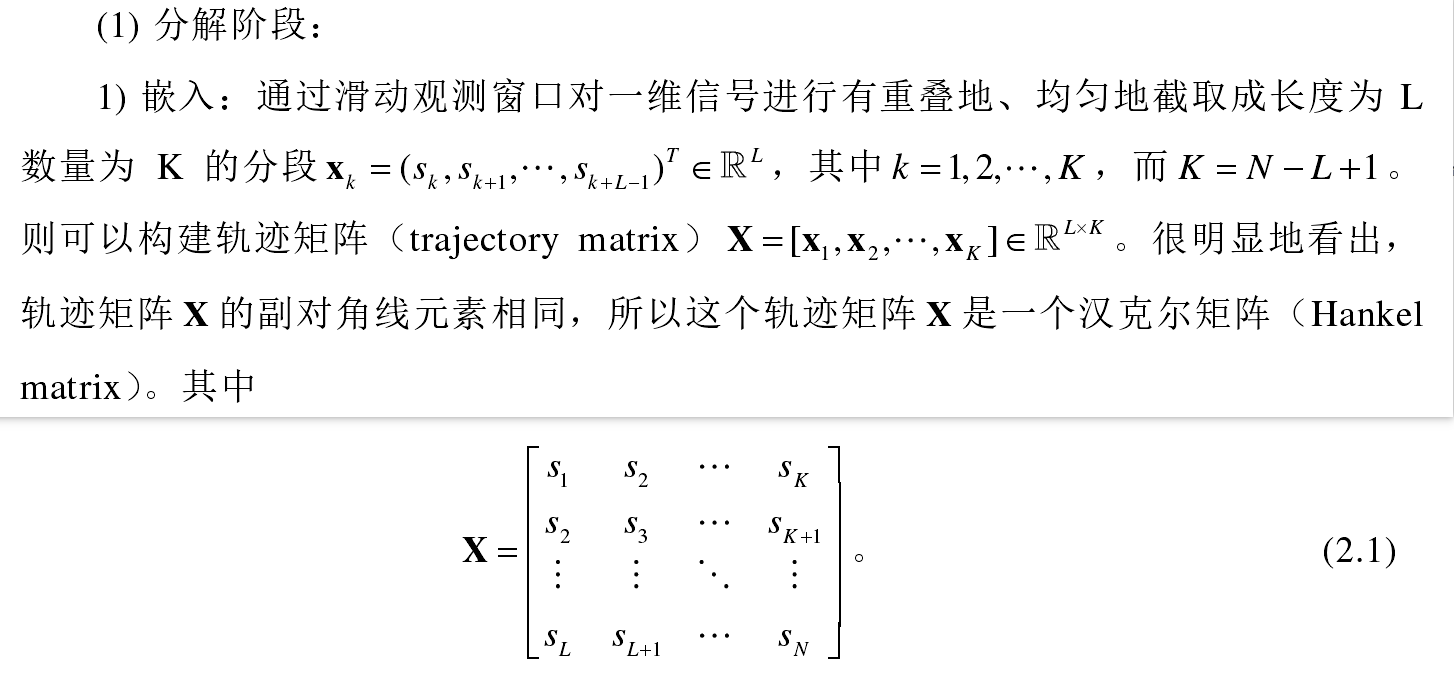 (1) 分解阶段：
1) 嵌入：通过滑动观测窗口对一维信号进行有重叠地、均匀地截取成长度为 L
数量为 K 的分段 $\mathbf{x}_k = (s_k, s_{k+1}, \cdots, s_{k+L-1})^T \in \mathbb{R}^L$，其中 $k = 1, 2, \cdots, K$，而 $K = N - L + 1$。
则可以构建轨迹矩阵（trajectory matrix）$\mathbf{X} = [\mathbf{x}_1, \mathbf{x}_2, \cdots, \mathbf{x}_K] \in \mathbb{R}^{L \times K}$。很明显地看出，
轨迹矩阵 $\mathbf{X}$ 的副对角线元素相同，所以这个轨迹矩阵 $\mathbf{X}$ 是一个汉克尔矩阵（Hankel
matrix）。其中
$\mathbf{X} = \begin{bmatrix} s_1 & s_2 & \cdots & s_K \\ s_2 & s_3 & \cdots & s_{K+1} \\ \vdots & \vdots & \ddots & \vdots \\ s_L & s_{L+1} & \cdots & s_N \end{bmatrix}$。 (2.1)